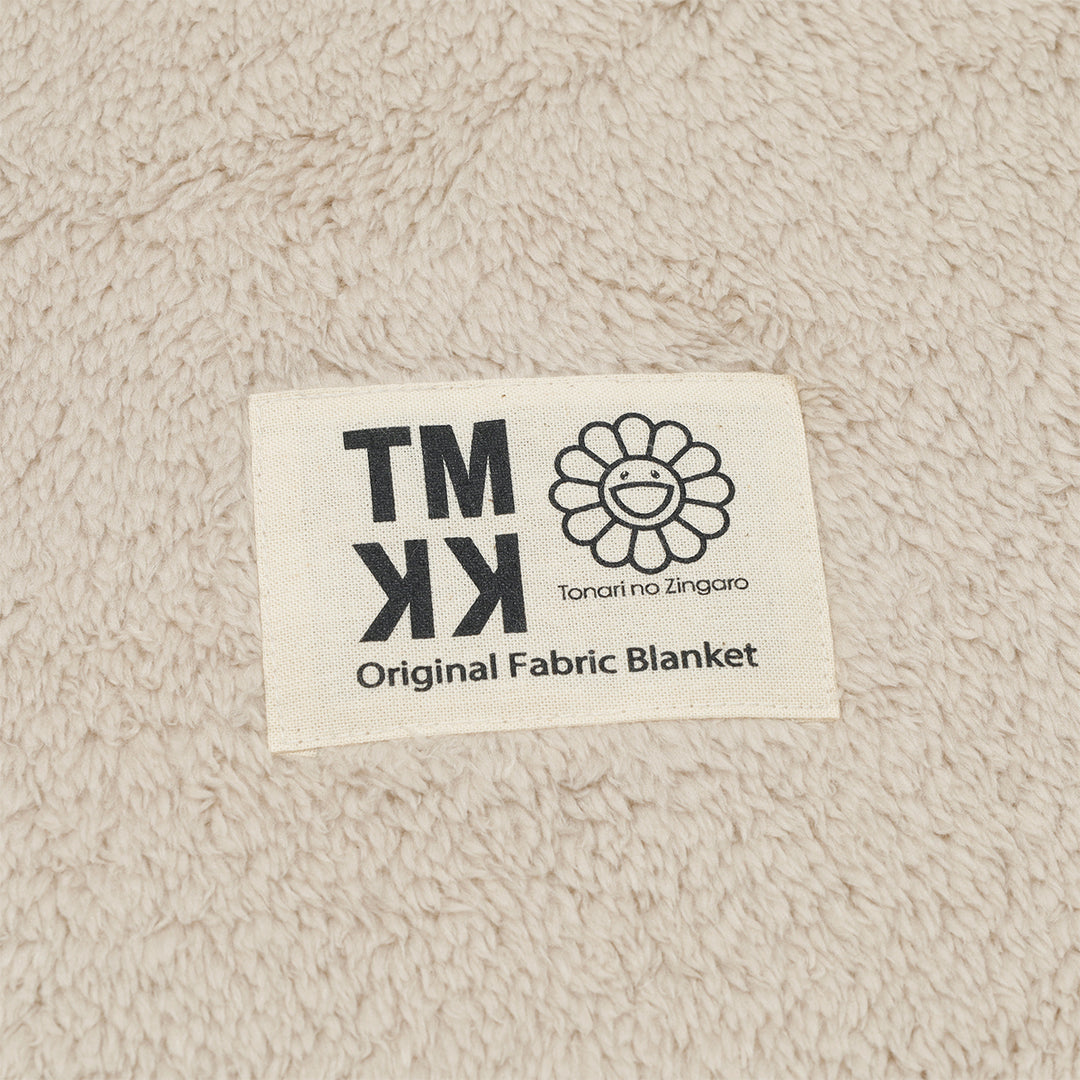 TM
KK
Tonari no Zingaro
Original Fabric Blanket